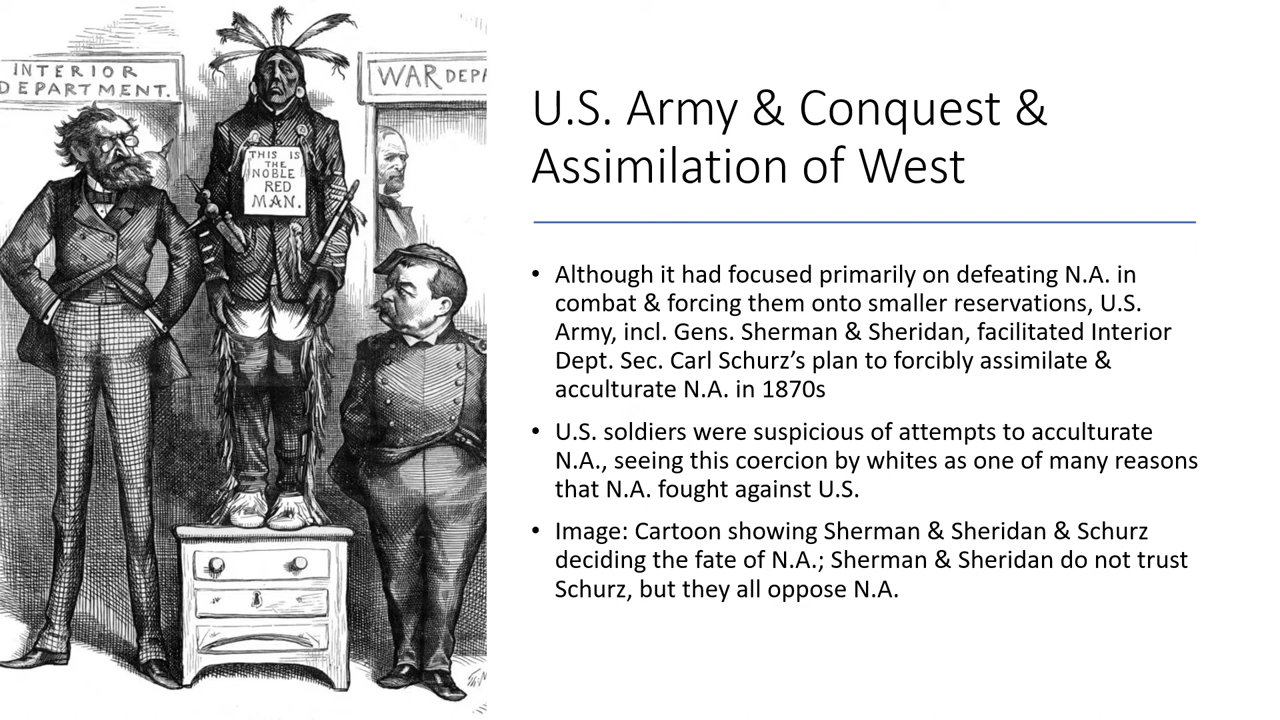 INTERIOR
DEPARTMENT.
WAR DEPA
THIS IS
THE
NOBLE
RED
MAN.
U.S. Army & Conquest &
Assimilation of West
• Although it had focused primarily on defeating N.A. in
combat & forcing them onto smaller reservations, U.S.
Army, incl. Gens. Sherman & Sheridan, facilitated Interior
Dept. Sec. Carl Schurz’s plan to forcibly assimilate &
acculturate N.A. in 1870s
• U.S. soldiers were suspicious of attempts to acculturate
N.A., seeing this coercion by whites as one of many reasons
that N.A. fought against U.S.
• Image: Cartoon showing Sherman & Sheridan & Schurz
deciding the fate of N.A.; Sherman & Sheridan do not trust
Schurz, but they all oppose N.A.